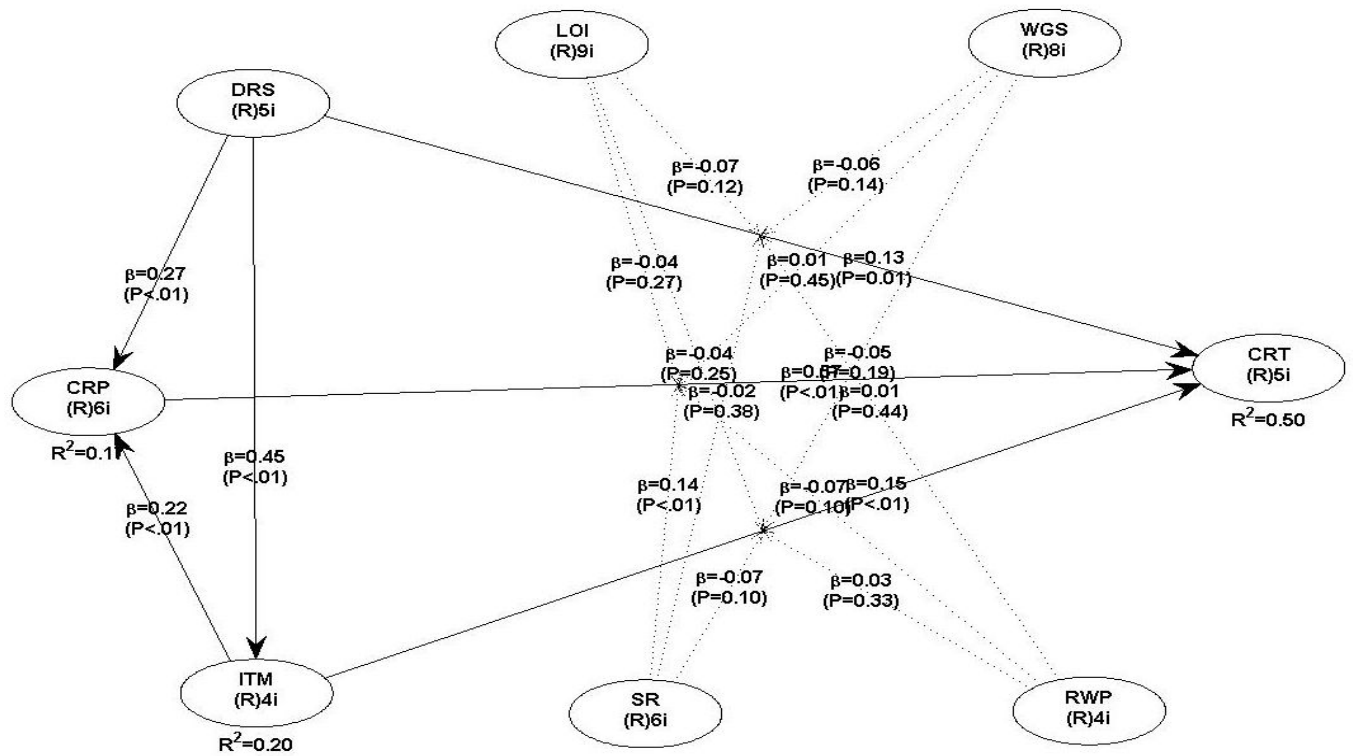 LOI
(R)9i
WGS
(R)8i
DRS
(R)5i
β=-0.07
(P=0.12)
β=-0.06
(P=0.14)
β=0.27
(P<.01)
β=-0.04
(P=0.27)
β=0.01
(P=0.45)
β=0.13
(P=0.01)
CRP
(R)6i
β=-0.04
(P=0.25)
(P<.01)
β=-0.05
(P=0.19)
CRT
(R)5i
R²=0.50
β=-0.02
(P=0.38)
β=0.01
(P=0.44)
β=0.45
(P<.01)
β=0.22
(P<.01)
β=0.14
(P<.01)
β=-0.07
(P=0.10)
β=0.15
(P<.01)
β=-0.07
(P=0.10)
β=0.03
(P=0.33)
ITM
(R)4i
R²=0.20
SR
(R)6i
RWP
(R)4i